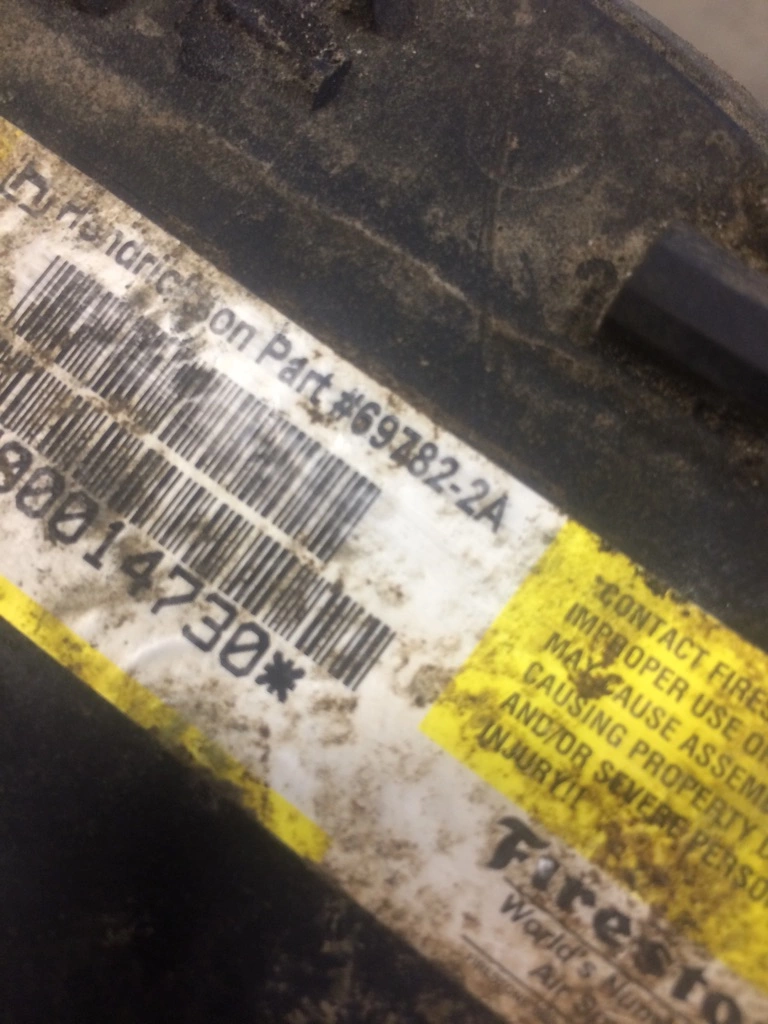 Hendrickson Part #69782-2A
00014730*
CONTACT FIRES
IMPROPER USE O
MAY CAUSE ASSEM
CAUSING PROPERTY D
AND/OR SEVERE PERSO
INJURY!!
Firesto
World's Num
Air S